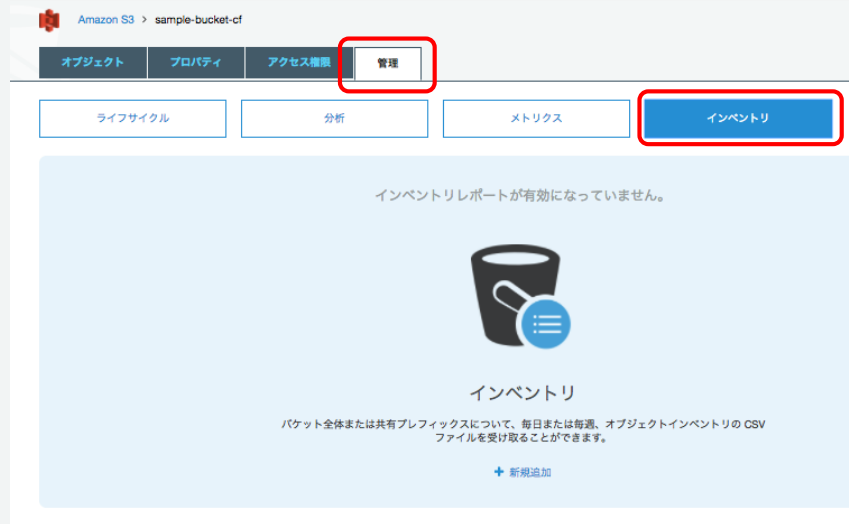 Amazon S3 > sample-bucket-cf
オブジェクト プロパティ アクセス権限 管理
ライフサイクル 分析 メトリクス インベントリ
インベントリレポートが有効になっていません。
インベントリ
バケット全体または共有プレフィックスについて、毎日または毎週、オブジェクトインベントリの CSV
ファイルを受け取ることができます。
+ 新規追加